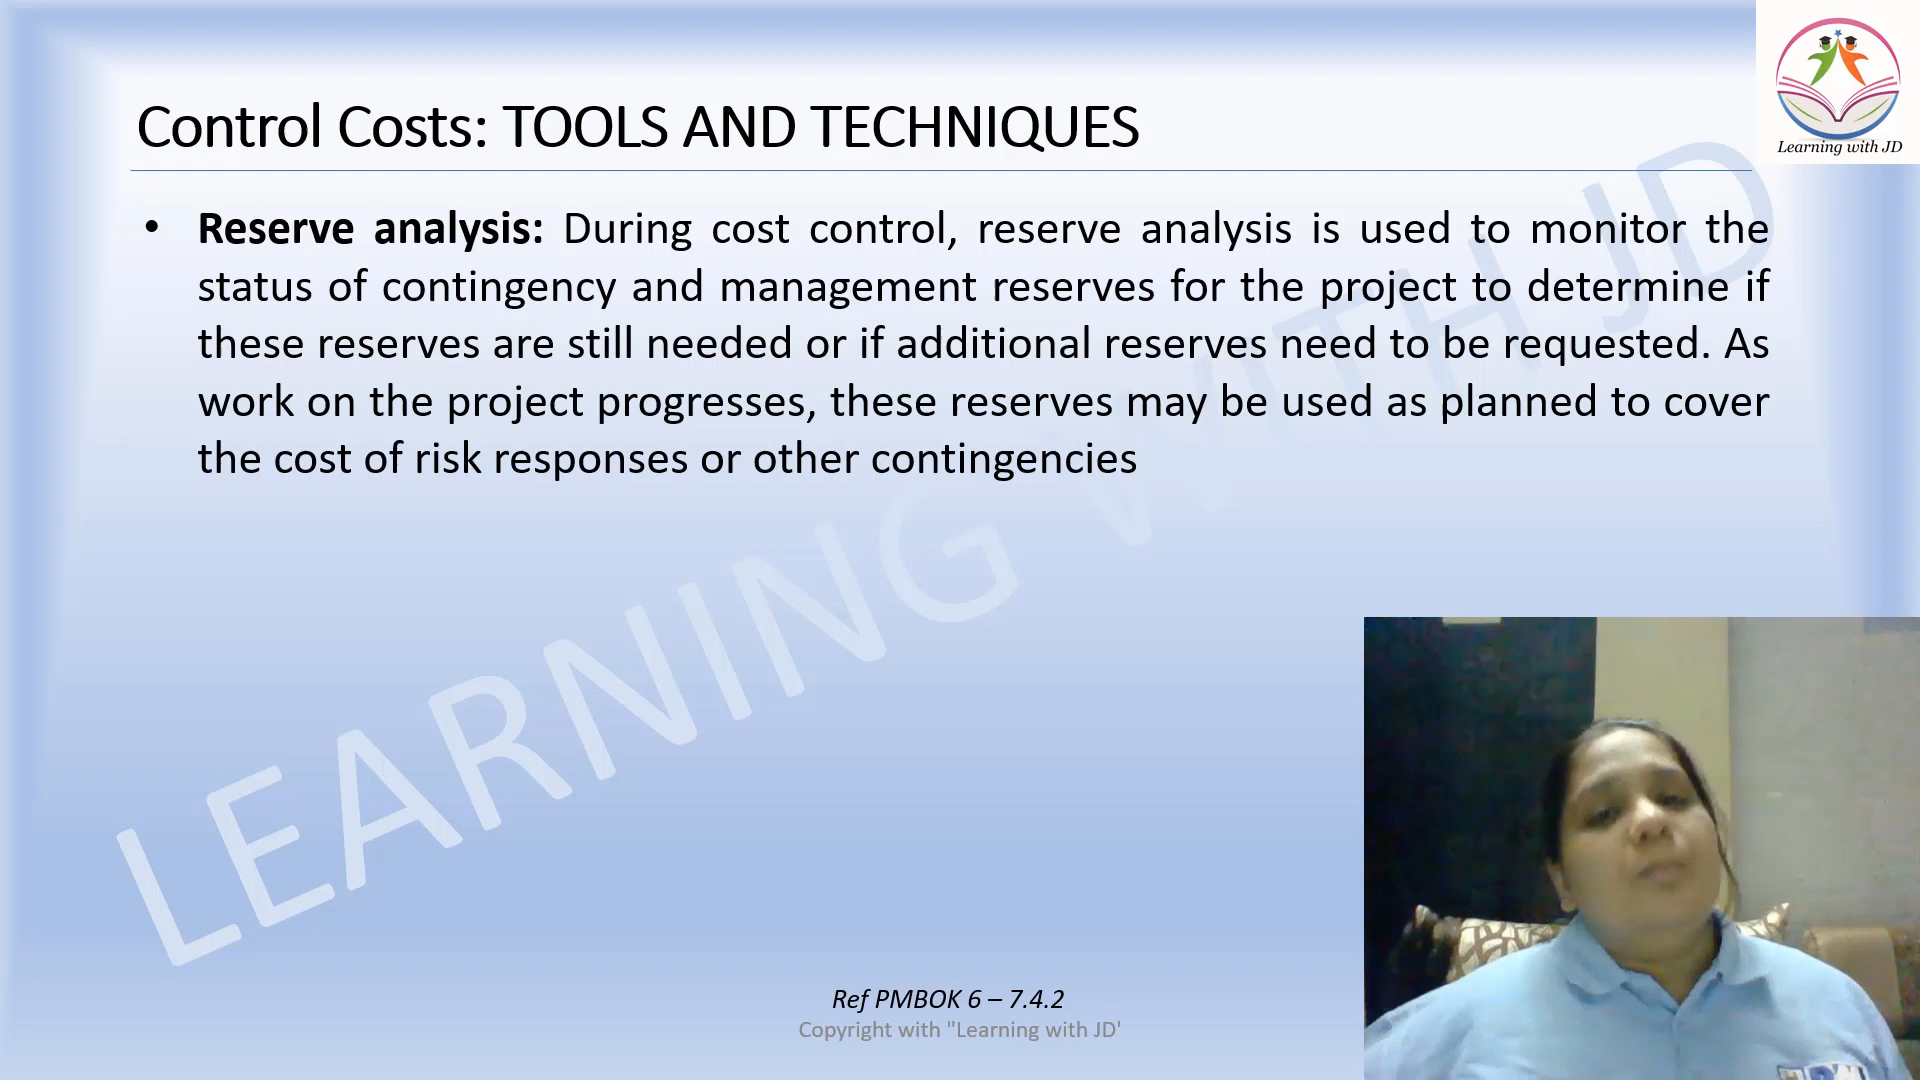 Learning with JD
Control Costs: TOOLS AND TECHNIQUES
• Reserve analysis: During cost control, reserve analysis is used to monitor the
status of contingency and management reserves for the project to determine if
these reserves are still needed or if additional reserves need to be requested. As
work on the project progresses, these reserves may be used as planned to cover
the cost of risk responses or other contingencies
LEARNING WITH JD
Ref PMBOK 6 – 7.4.2
Copyright with "Learning with JD'